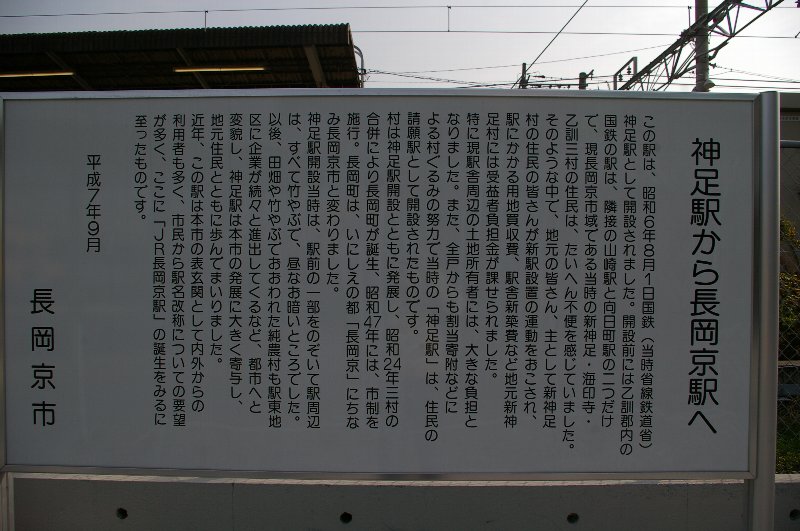 神足駅から長岡京駅へ
この駅は、昭和6年8月1日国鉄（当時省線鉄道省）
神足駅として開設されました。開設前には乙訓郡内の
国鉄の駅は、隣接の山崎駅と向日町駅の二つだけ
で、現長岡京市域である当時の新神足・海印寺・
乙訓三村の住民は、たいへん不便を感じていました。
そのような中で、地元の皆さん、主として新神足
村の住民の皆さんが新駅設置の運動をおこされ、
駅にかかる用地買収費、駅舎新築費など地元新神
足村には受益者負担金が課せられました。
特に現駅舎周辺の土地所有者には、大きな負担と
なりました。また、全戸からも割当寄附などに
よる村ぐるみの努力で当時の「神足駅」は、住民の
請願駅として開設されたものです。
村は神足駅開設とともに発展し、昭和24年三村の
合併により長岡町が誕生、昭和47年には、市制を
施行。長岡町は、いにしえの都「長岡京」にちな
み長岡京市と変わりました。
神足駅開設当時は、駅前の一部をのぞいて駅周辺
は、すべて竹やぶで、昼なお暗いところでした。
以後、田畑や竹やぶでおおわれた純農村も駅東地
区に企業が続々と進出してくるなど、都市へと
変貌し、神足駅は本市の発展に大きく寄与し、
地元住民とともに歩んでまいりました。
近年、この駅は本市の表玄関として内外からの
利用者も多く、市民から駅名改称についての要望
が多く、ここに「JR長岡京駅」の誕生をみるに
至ったものです。
平成7年9月
長岡京市